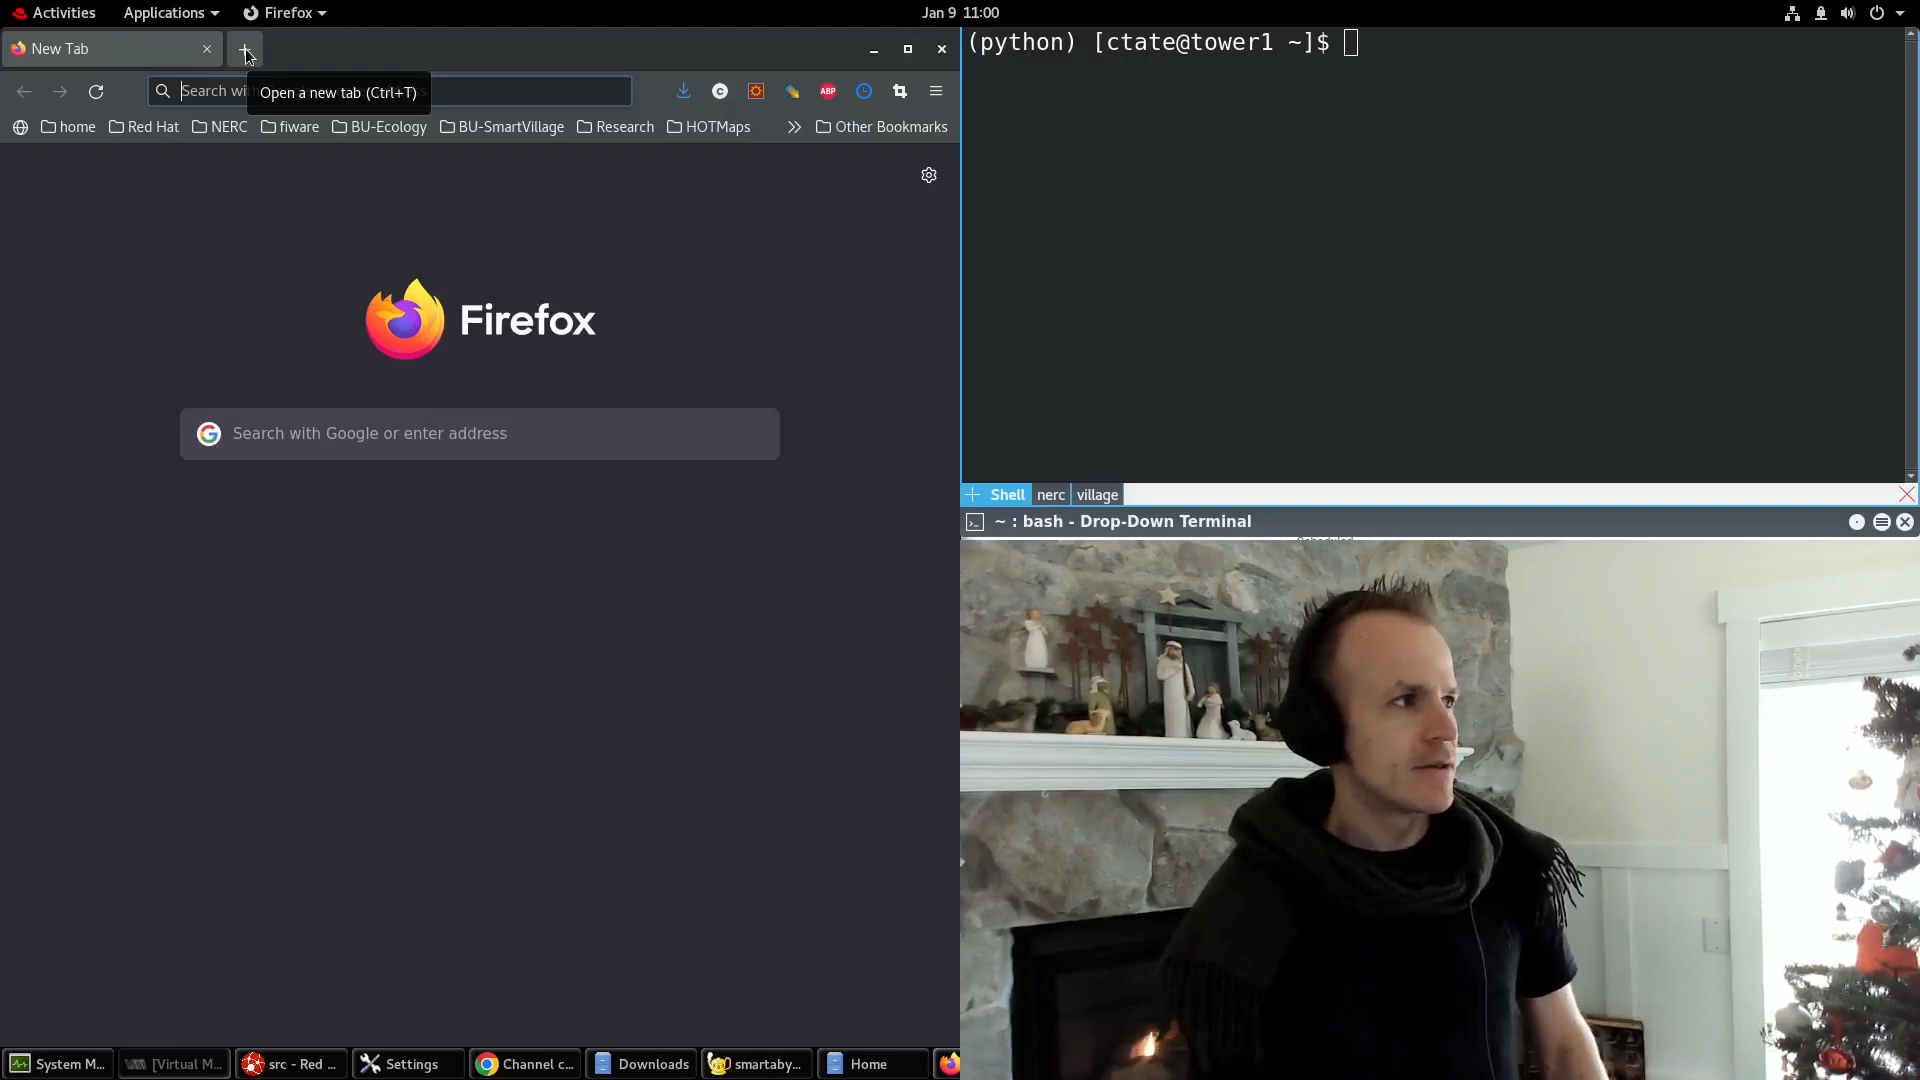 Activities Applications Firefox Jan 9 11:00
New Tab
Search wi
Open a new tab (Ctrl+T)
home Red Hat NERC fiware BU-Ecology BU-SmartVillage Research HOTMaps Other Bookmarks
Firefox
Search with Google or enter address
(python) [ctate@tower1 ~]$
Shell nerc village
~ : bash - Drop-Down Terminal
System M... [Virtual M... src - Red ... Settings Channel c... Downloads smartaby... Home